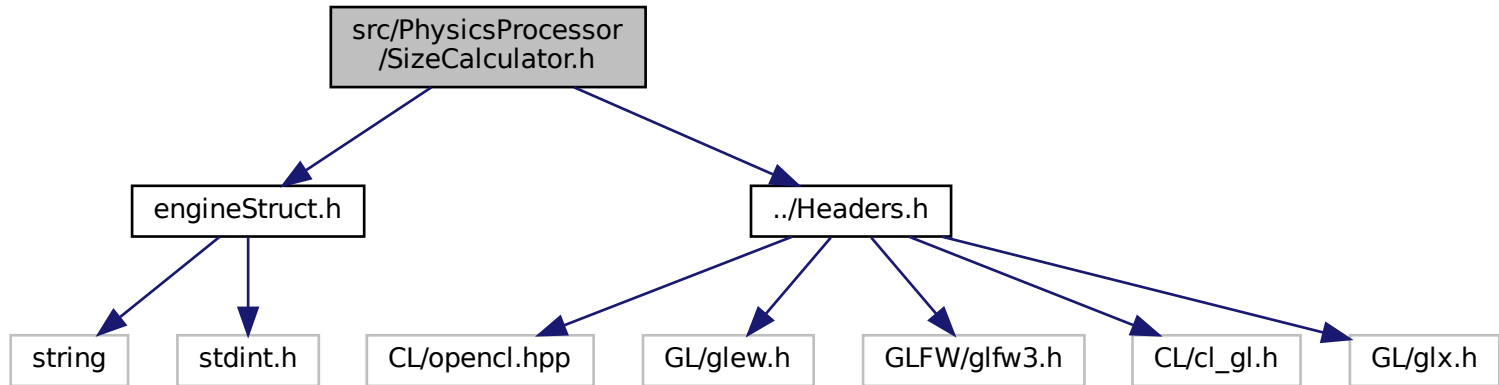 src/PhysicsProcessor
/SizeCalculator.h
engineStruct.h
../Headers.h
string
stdint.h
CL/opencl.hpp
GL/glew.h
GLFW/glfw3.h
CL/cl_gl.h
GL/glx.h